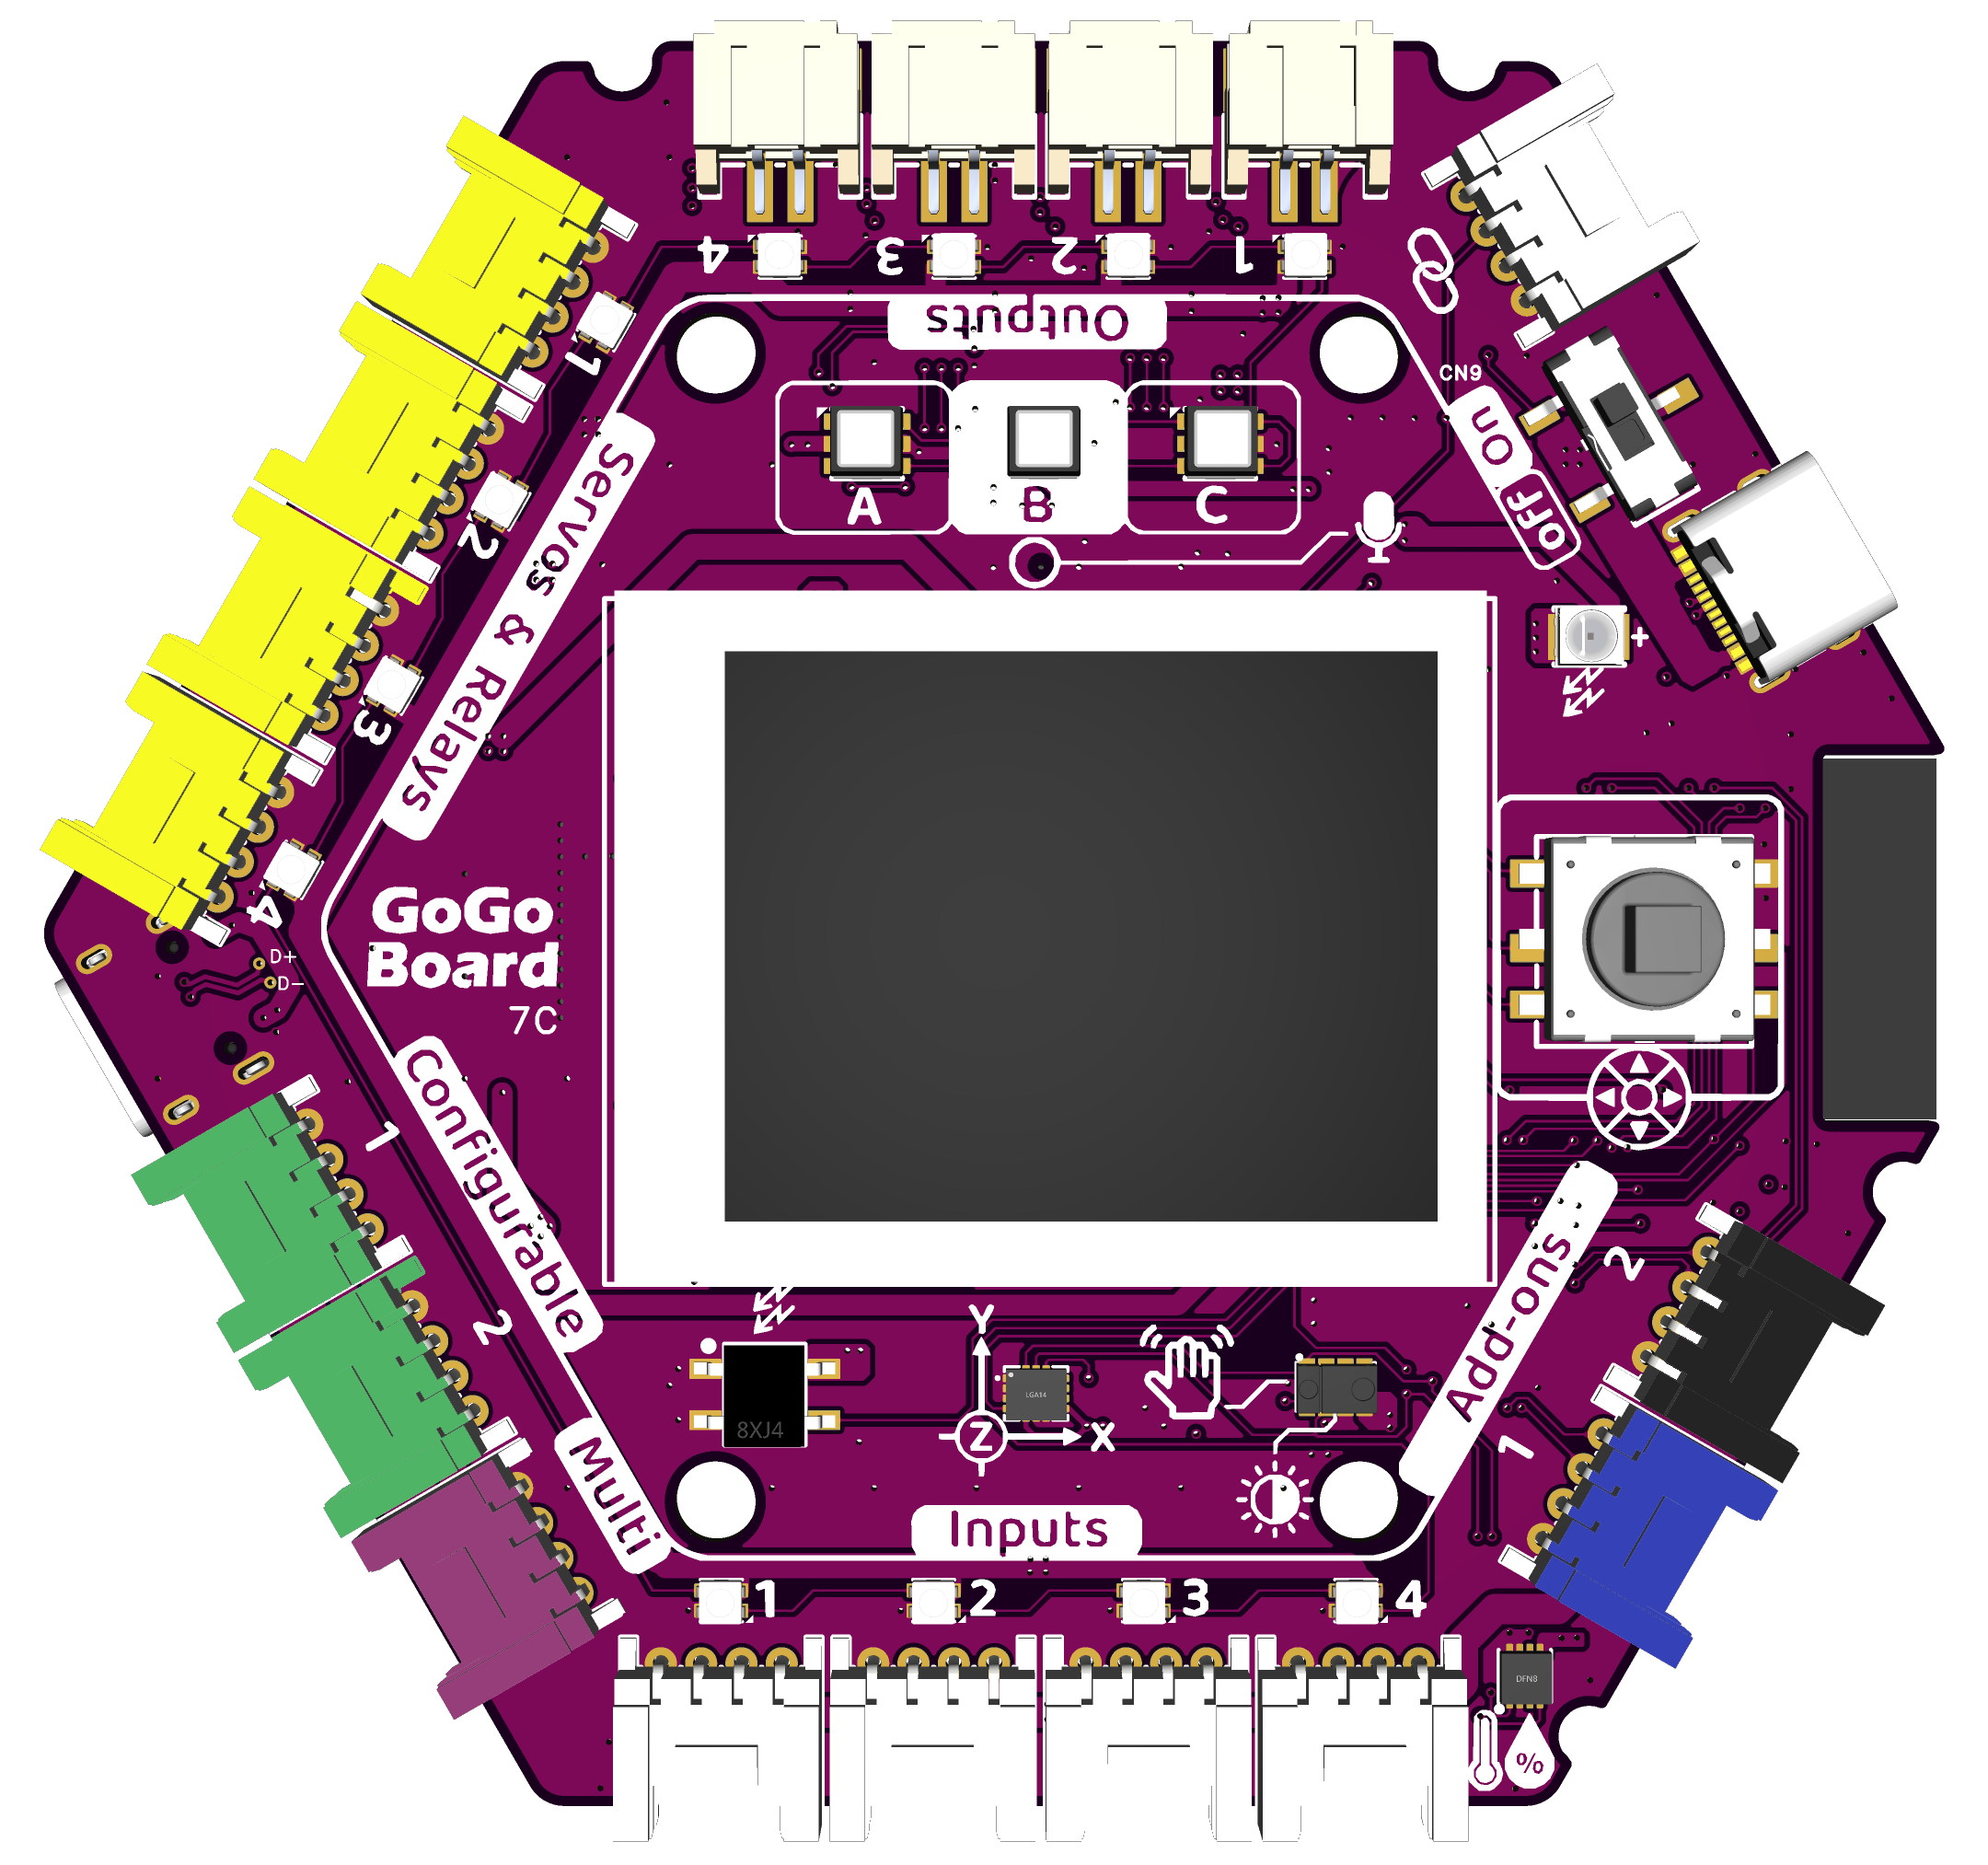 4 3 2 1
Outputs
CN9
On
OFF
A B C
+
1
2
3
4
Servos & Relays
GoGo
Board
7C
D+
D-
Configurable
Multi
1
2
Add-ons
2
1
8XJ4
Y
LGA14
Z X
Inputs
1 2 3 4
DFN8
%